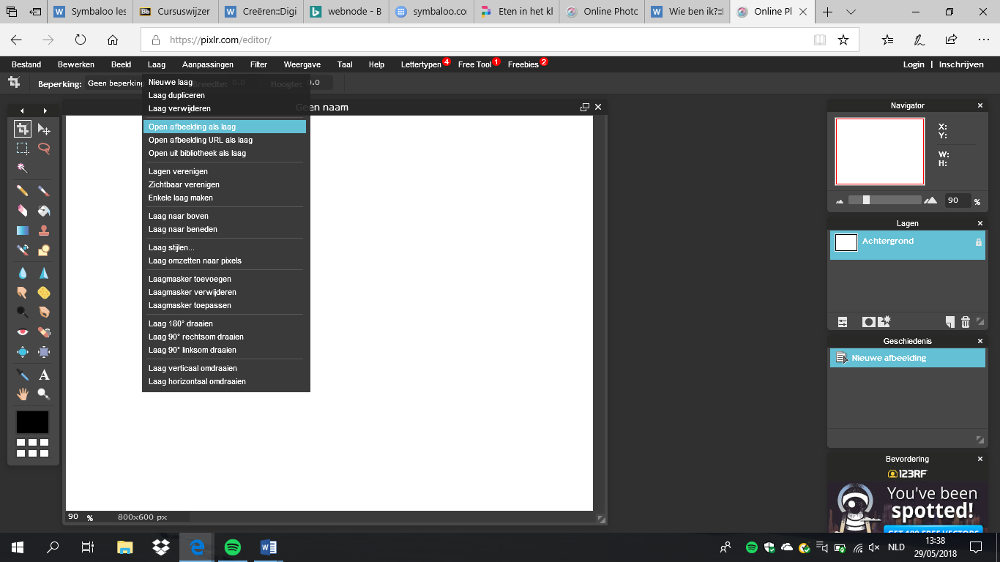 Symbaloo les
Cursuswijzer
Creëren::Digi
webnode - B
symbaloo.co
Eten in het kl
Online Photo
Wie ben ik?::
Online Pl
https://pixlr.com/editor/
Bestand Bewerken Beeld Laag Aanpassingen Filter Weergave Taal Help Lettertypen 4 Free Tool 1 Freebies 2 Login | Inschrijven
Beperking: Geen beperking Breedte: 0.0 Hoogte: 0.0
Nieuwe laag
Laag dupliceren
Laag verwijderen
Open afbeelding als laag
Open afbeelding URL als laag
Open uit bibliotheek als laag
Lagen verenigen
Zichtbaar verenigen
Enkele laag maken
Laag naar boven
Laag naar beneden
Laag stijlen...
Laag omzetten naar pixels
Laagmasker toevoegen
Laagmasker verwijderen
Laagmasker toepassen
Laag 180° draaien
Laag 90° rechtsom draaien
Laag 90° linksom draaien
Laag verticaal omdraaien
Laag horizontaal omdraaien
Geen naam
A
90 % 800x600 px
Navigator
X:
Y:
W:
H:
90 %
Lagen
Achtergrond
Geschiedenis
Nieuwe afbeelding
Bevordering
123RF
You've been
spotted!
GET 100 FREE VECTORS
NLD
13:38
29/05/2018